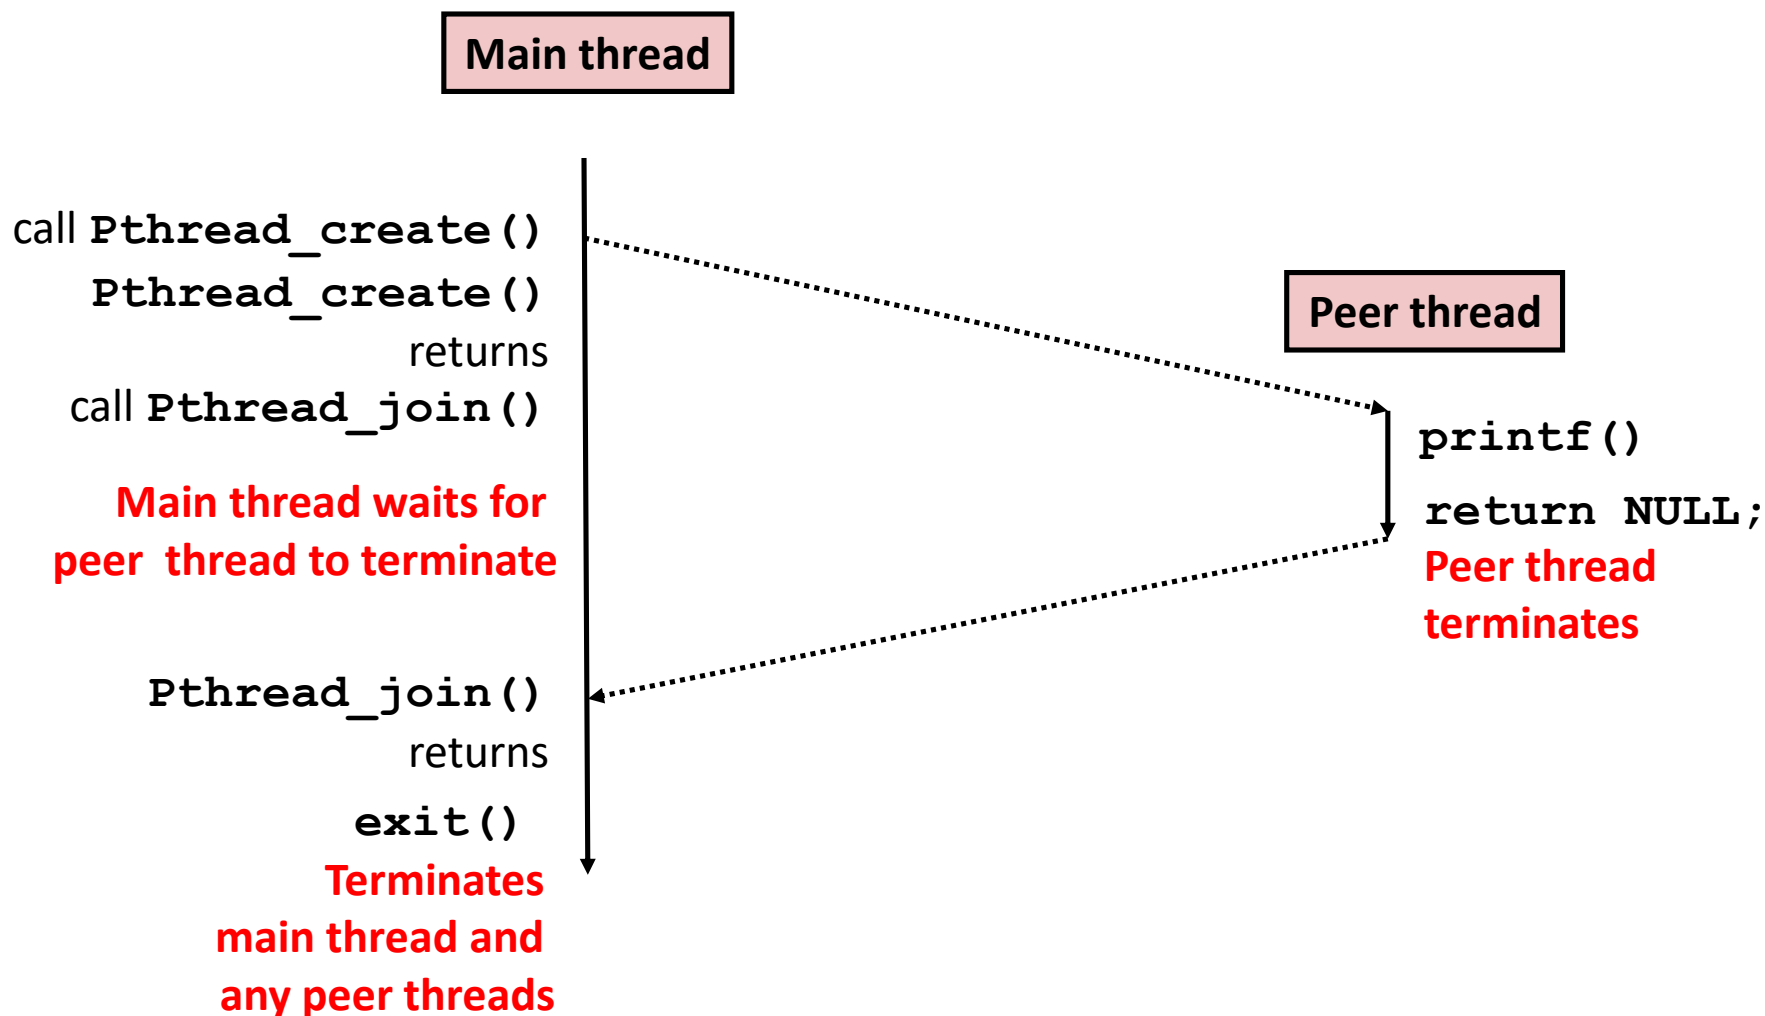 Main thread
call Pthread_create()
Pthread_create()
returns
call Pthread_join()
Main thread waits for
peer thread to terminate
Pthread_join()
returns
exit()
Terminates
main thread and
any peer threads
Peer thread
printf()
return NULL;
Peer thread
terminates